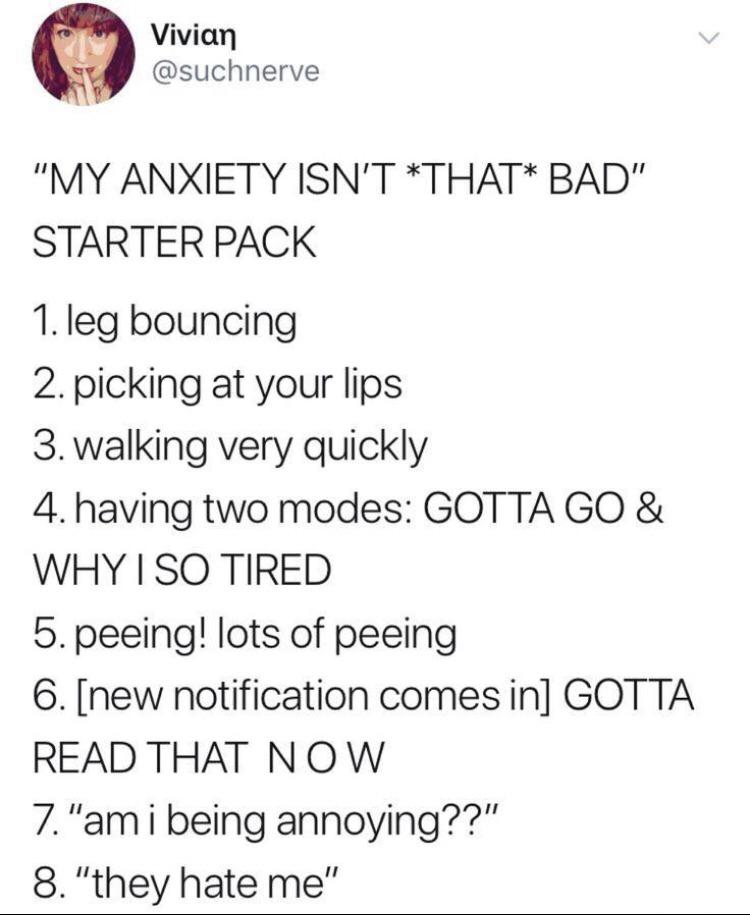 Vivian
@suchnerve
"MY ANXIETY ISN'T *THAT* BAD"
STARTER PACK
1. leg bouncing
2. picking at your lips
3. walking very quickly
4. having two modes: GOTTA GO &
WHY I SO TIRED
5. peeing! lots of peeing
6. [new notification comes in] GOTTA
READ THAT N O W
7. “am i being annoying??”
8. “they hate me”